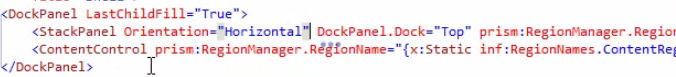 <DockPanel LastChildFill="True">
<StackPanel Orientation="Horizontal" DockPanel.Dock="Top" prism:RegionManager.Region
<ContentControl prism:RegionManager.RegionName="{x:Static inf:RegionNames.ContentReg
</DockPanel>